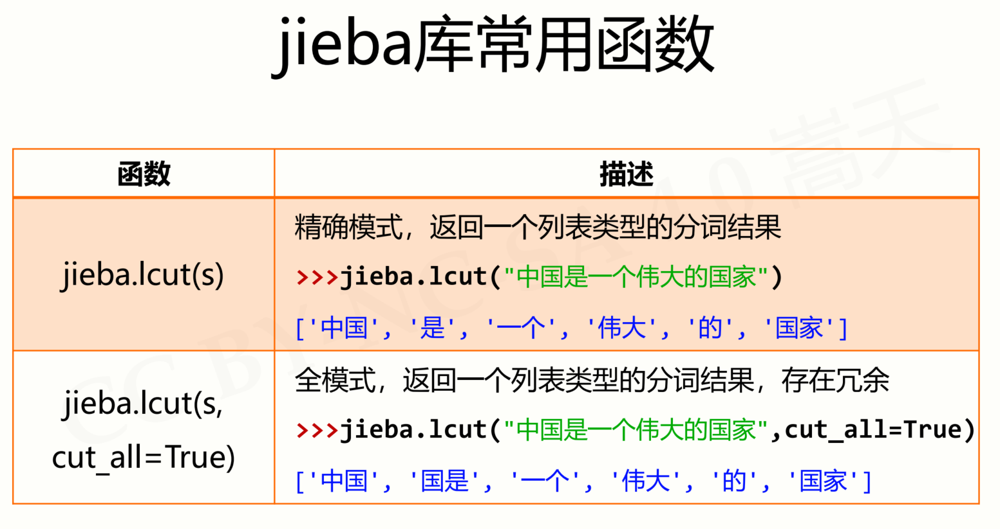 jieba库常用函数
函数
描述
jieba.lcut(s)
精确模式，返回一个列表类型的分词结果
>>>jieba.lcut("中国是一个伟大的国家")
['中国', '是', '一个', '伟大', '的', '国家']
jieba.lcut(s,
cut_all=True)
全模式，返回一个列表类型的分词结果，存在冗余
>>>jieba.lcut("中国是一个伟大的国家",cut_all=True)
['中国', '国是', '一个', '伟大', '的', '国家']
CC BY NC SA 4.0 嵩天